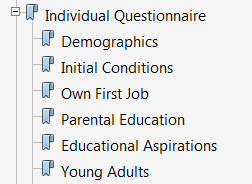 Individual Questionnaire
Demographics
Initial Conditions
Own First Job
Parental Education
Educational Aspirations
Young Adults